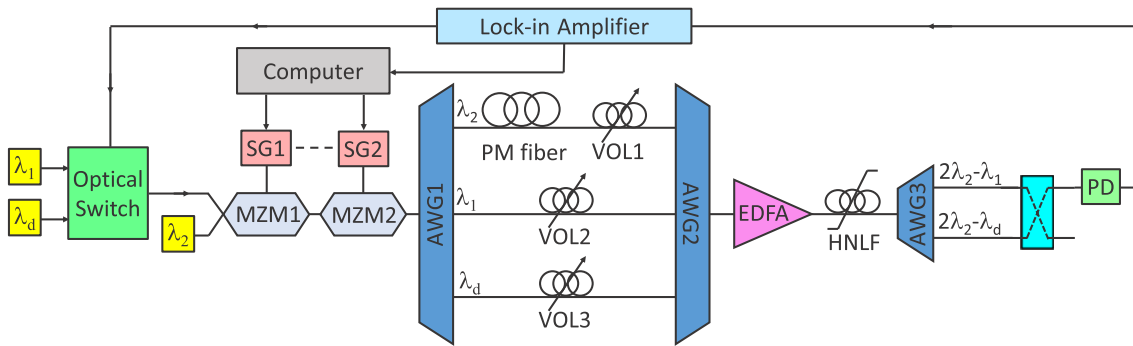 Lock-in Amplifier
Computer
SG1
SG2
λ1
λd
Optical
Switch
λ2
MZM1
MZM2
AWG1
λ2
PM fiber
VOL1
λ1
VOL2
λd
VOL3
AWG2
EDFA
HNLF
AWG3
2λ2-λ1
2λ2-λd
PD